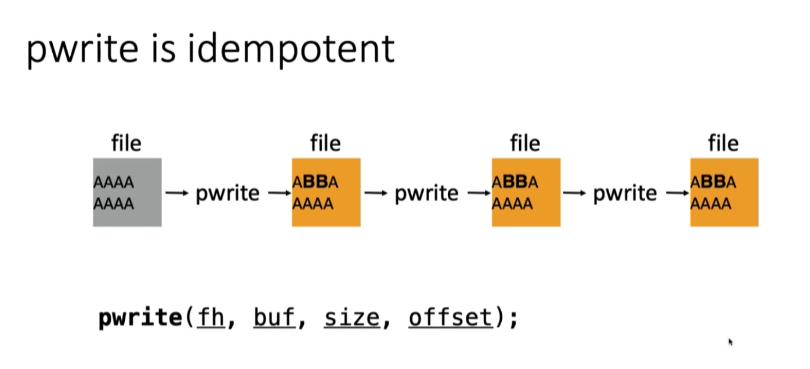 pwrite is idempotent
file file file file
AAAA → pwrite → ABBA → pwrite → ABBA → pwrite → ABBA
AAAA AAAA AAAA AAAA
pwrite(fh, buf, size, offset);